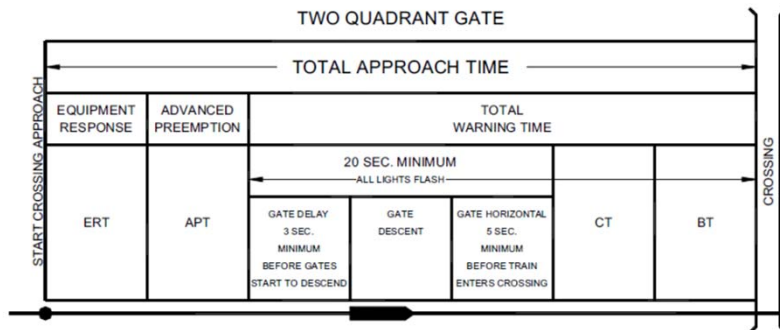 TWO QUADRANT GATE
TOTAL APPROACH TIME
START CROSSING APPROACH
EQUIPMENT
RESPONSE
ADVANCED
PREEMPTION
TOTAL
WARNING TIME
20 SEC. MINIMUM
ALL LIGHTS FLASH
ERT
APT
GATE DELAY
3 SEC.
MINIMUM
BEFORE GATES
START TO DESCEND
GATE
DESCENT
GATE HORIZONTAL
5 SEC.
MINIMUM
BEFORE TRAIN
ENTERS CROSSING
CT
BT
CROSSING